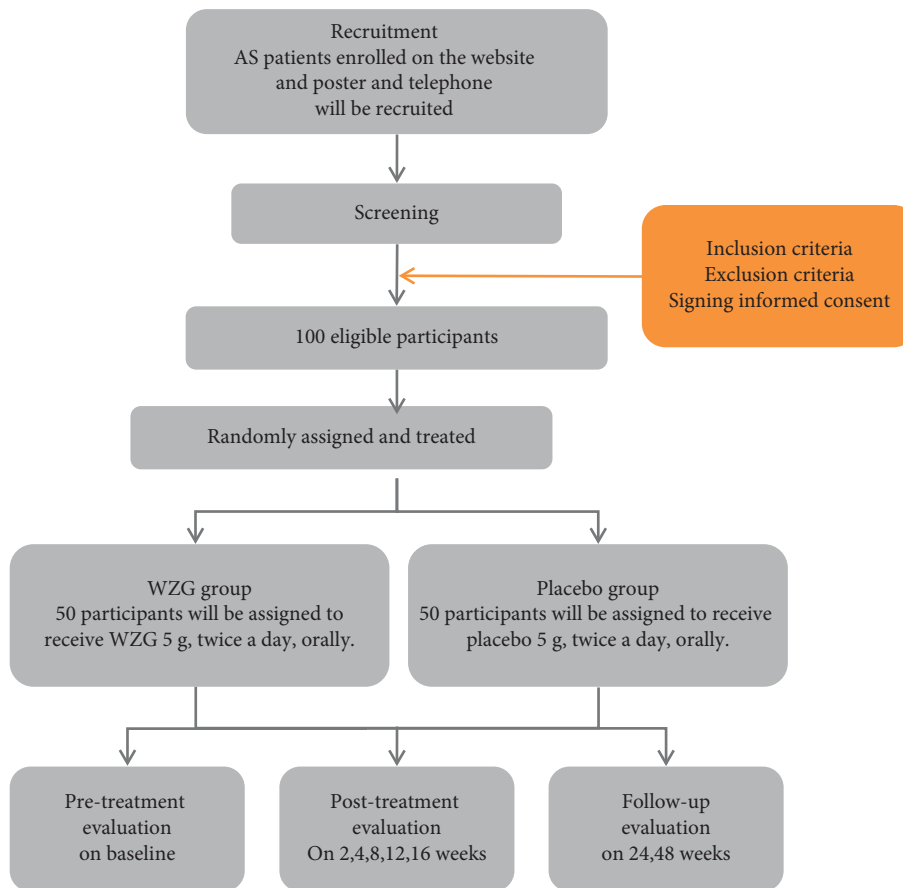 Recruitment
AS patients enrolled on the website
and poster and telephone
will be recruited
Screening
Inclusion criteria
Exclusion criteria
Signing informed consent
100 eligible participants
Randomly assigned and treated
WZG group
50 participants will be assigned to
receive WZG 5 g, twice a day, orally.
Placebo group
50 participants will be assigned to receive
placebo 5 g, twice a day, orally.
Pre-treatment
evaluation
on baseline
Post-treatment
evaluation
On 2,4,8,12,16 weeks
Follow-up
evaluation
on 24,48 weeks